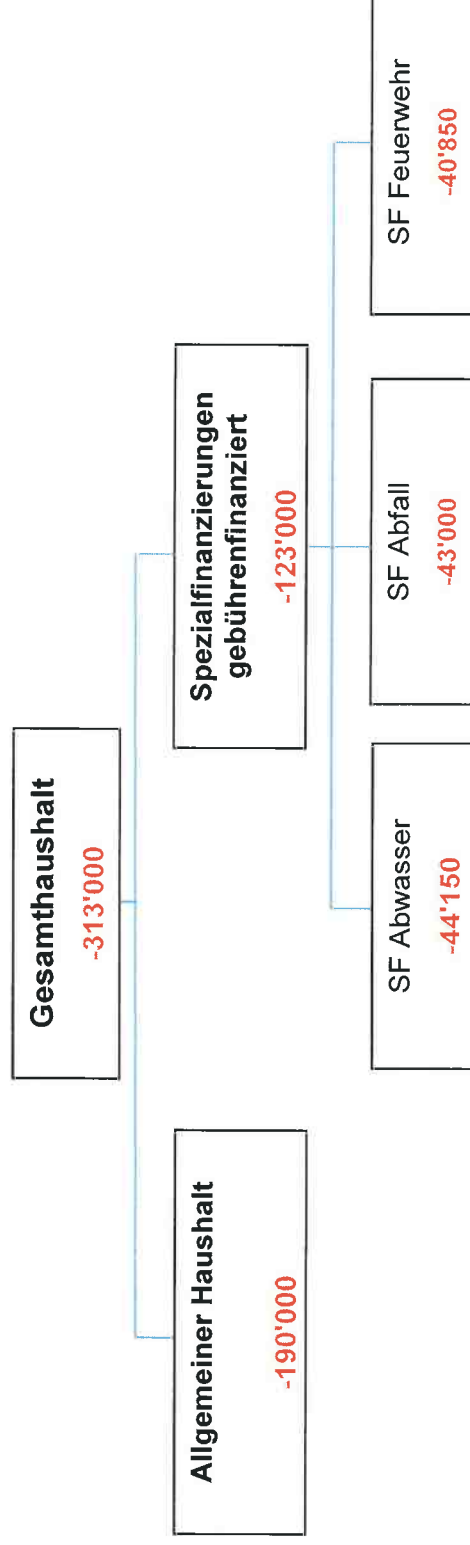 Gesamthaushalt
-313'000
Allgemeiner Haushalt
-190'000
Spezialfinanzierungen
gebührenfinanziert
-123'000
SF Abwasser
-44'150
SF Abfall
-43'000
SF Feuerwehr
-40'850